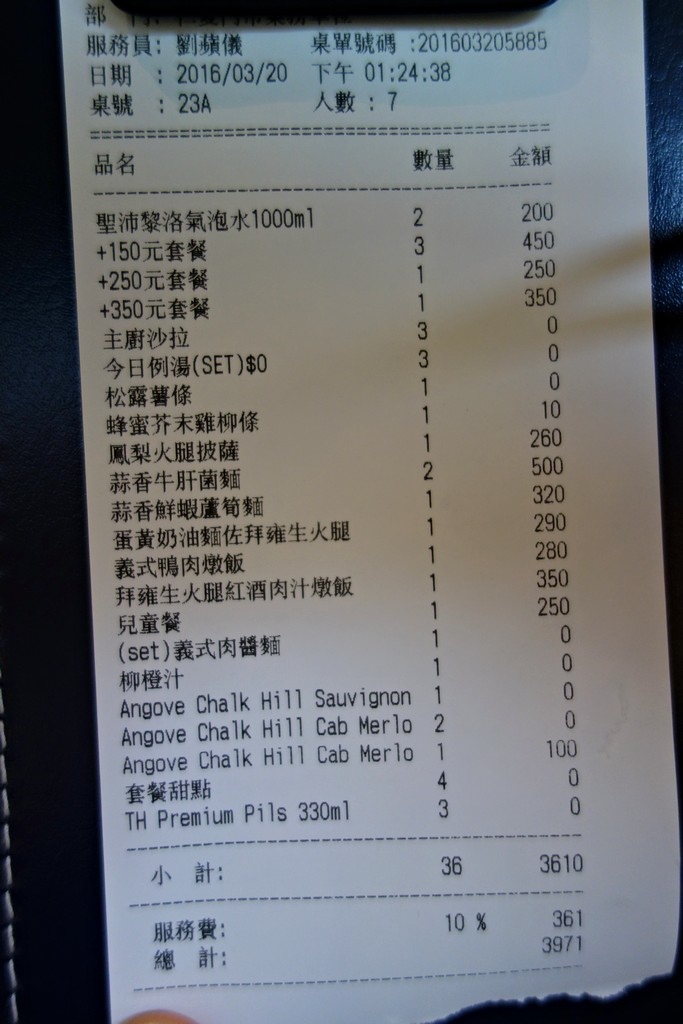 部 門:
服務員: 劉蘋儀 桌單號碼 :201603205885
日期 : 2016/03/20 下午 01:24:38
桌號 : 23A 人數 : 7
品名 數量 金額
聖沛黎洛氣泡水1000ml 2 200
+150元套餐 3 450
+250元套餐 1 250
+350元套餐 1 350
主廚沙拉 3 0
今日例湯(SET)$0 3 0
松露薯條 1 0
蜂蜜芥末雞柳條 1 10
鳳梨火腿披薩 1 260
蒜香牛肝菌麵 2 500
蒜香鮮蝦蘆筍麵 1 320
蛋黃奶油麵佐拜雍生火腿 1 290
義式鴨肉燉飯 1 280
拜雍生火腿紅酒肉汁燉飯 1 350
兒童餐 1 250
(set)義式肉醬麵 1 0
柳橙汁 1 0
Angove Chalk Hill Sauvignon 1 0
Angove Chalk Hill Cab Merlo 2 0
Angove Chalk Hill Cab Merlo 1 100
套餐甜點 4 0
TH Premium Pils 330ml 3 0
小 計: 36 3610
服務費: 10 % 361
總 計: 3971